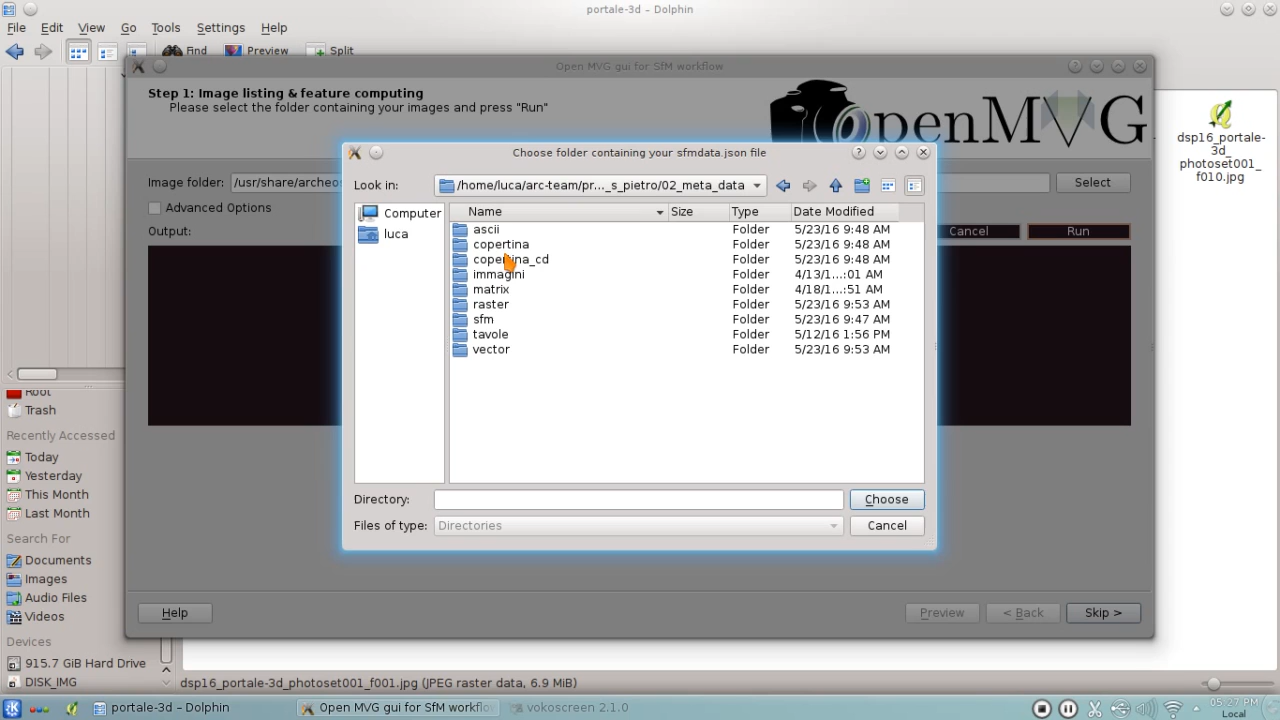 portale-3d – Dolphin
File Edit View Go Tools Settings Help
Find Preview Split
Open MVG gui for SfM workflow
Step 1: Image listing & feature computing
Please select the folder containing your images and press "Run"
OpenMVG
Image folder: /usr/share/archeos Select
Advanced Options
Output: Cancel Run
Choose folder containing your sfmdata.json file
Look in: /home/luca/arc-team/pr..._s_pietro/02_meta_data
Computer
luca
Name Size Type Date Modified
ascii Folder 5/23/16 9:48 AM
copertina Folder 5/23/16 9:48 AM
copertina_cd Folder 5/23/16 9:48 AM
immagini Folder 4/13/1...:01 AM
matrix Folder 4/18/1...:51 AM
raster Folder 5/23/16 9:53 AM
sfm Folder 5/23/16 9:47 AM
tavole Folder 5/12/16 1:56 PM
vector Folder 5/23/16 9:53 AM
Directory: Choose
Files of type: Directories Cancel
Help Preview < Back Skip >
dsp16_portale-
3d_
photoset001_
f010.jpg
Root
Trash
Recently Accessed
Today
Yesterday
This Month
Last Month
Search For
Documents
Images
Audio Files
Videos
Devices
915.7 GiB Hard Drive
DISK_IMG
dsp16_portale-3d_photoset001_f001.jpg (JPEG raster data, 6.9 MiB)
portale-3d – Dolphin Open MVG gui for SfM workflo vokoscreen 2.1.0 05:27 PM
Local